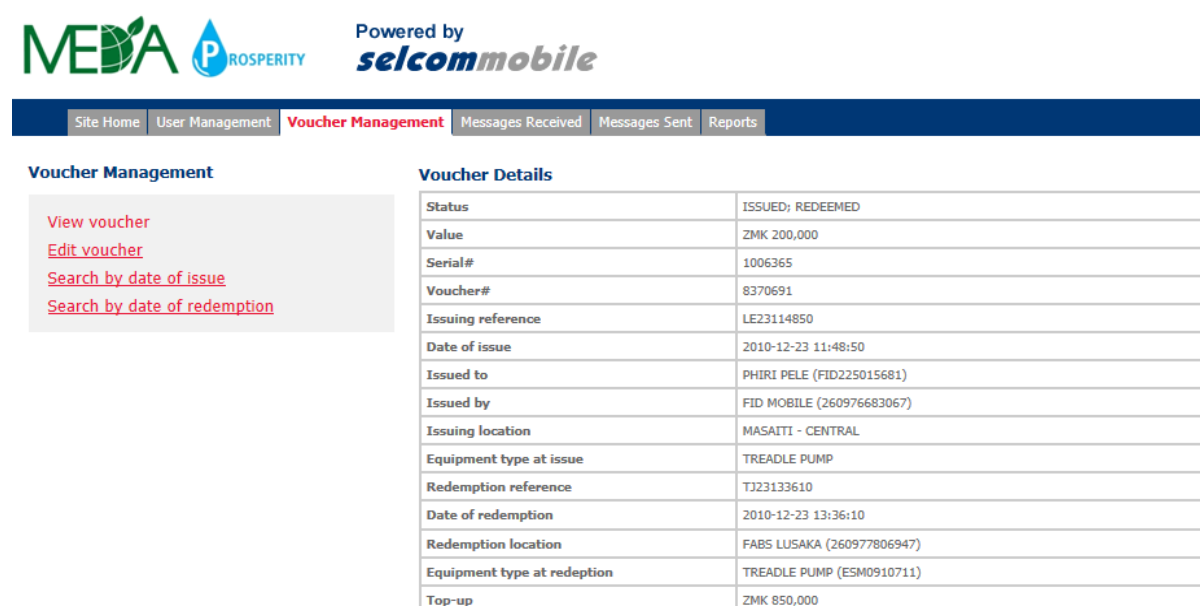 MEDA PROSPERITY
Powered by
selcommobile
Site Home User Management Voucher Management Messages Received Messages Sent Reports
Voucher Management
View voucher
Edit voucher
Search by date of issue
Search by date of redemption
Voucher Details
Status ISSUED; REDEEMED
Value ZMK 200,000
Serial# 1006365
Voucher# 8370691
Issuing reference LE23114850
Date of issue 2010-12-23 11:48:50
Issued to PHIRI PELE (FID225015681)
Issued by FID MOBILE (260976683067)
Issuing location MASAITI - CENTRAL
Equipment type at issue TREADLE PUMP
Redemption reference TJ23133610
Date of redemption 2010-12-23 13:36:10
Redemption location FABS LUSAKA (260977806947)
Equipment type at redeption TREADLE PUMP (ESM0910711)
Top-up ZMK 850,000